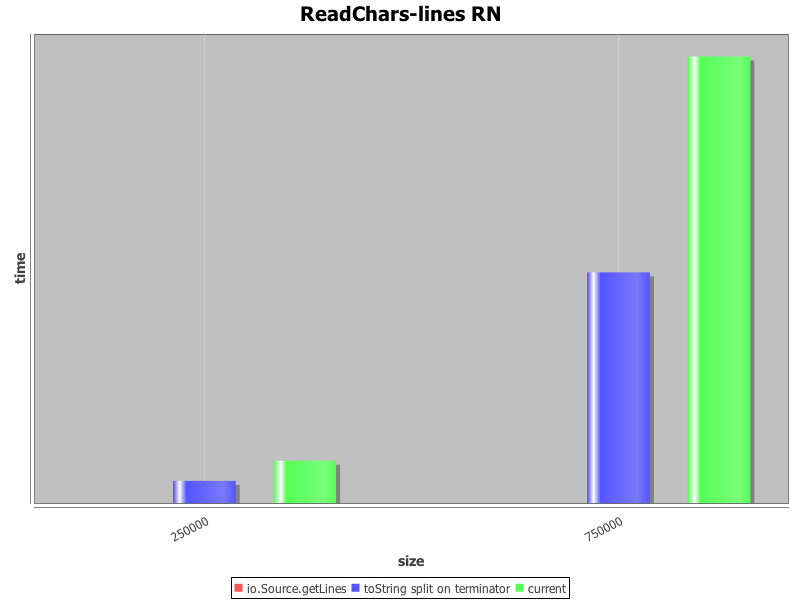 ReadChars-lines RN
time
250000
750000
size
io.Source.getLines toString split on terminator current